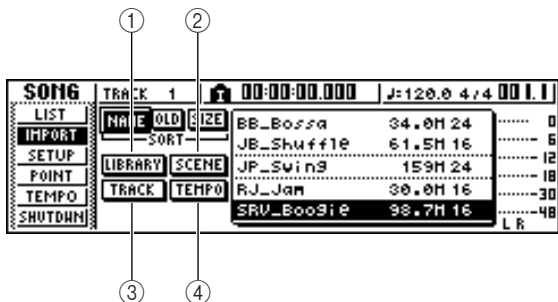 ① ②
SONG TRACK 1 00:00:00.000 ♩=120.0 4/4 001.1
LIST
IMPORT
SETUP
POINT
TEMPO
SHUTDWN
NAME OLD SIZE
SORT
LIBRARY SCENE
TRACK TEMPO
BB_Bossa 34.0M 24
JB_Shuffle 61.5M 16
JP_Swing 159M 24
RJ_Jam 30.0M 16
SRV_Boogie 98.7M 16
0
6
12
18
30
48
L R
③ ④